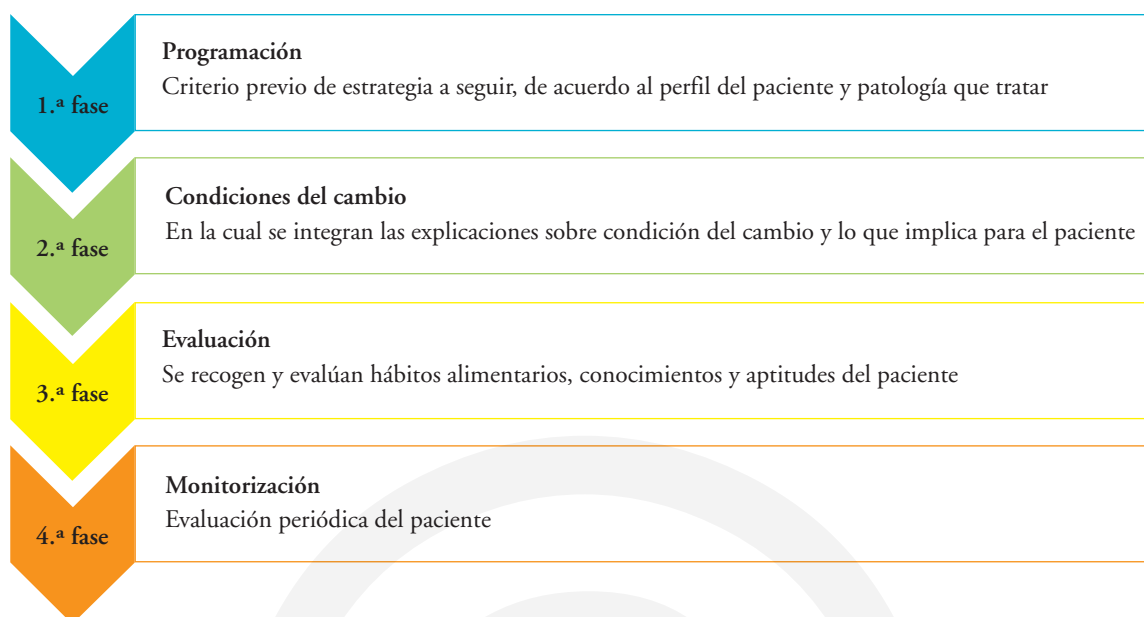 Programación
Criterio previo de estrategia a seguir, de acuerdo al perfil del paciente y patología que tratar
1.ª fase
Condiciones del cambio
En la cual se integran las explicaciones sobre condición del cambio y lo que implica para el paciente
2.ª fase
Evaluación
Se recogen y evalúan hábitos alimentarios, conocimientos y aptitudes del paciente
3.ª fase
Monitorización
Evaluación periódica del paciente
4.ª fase